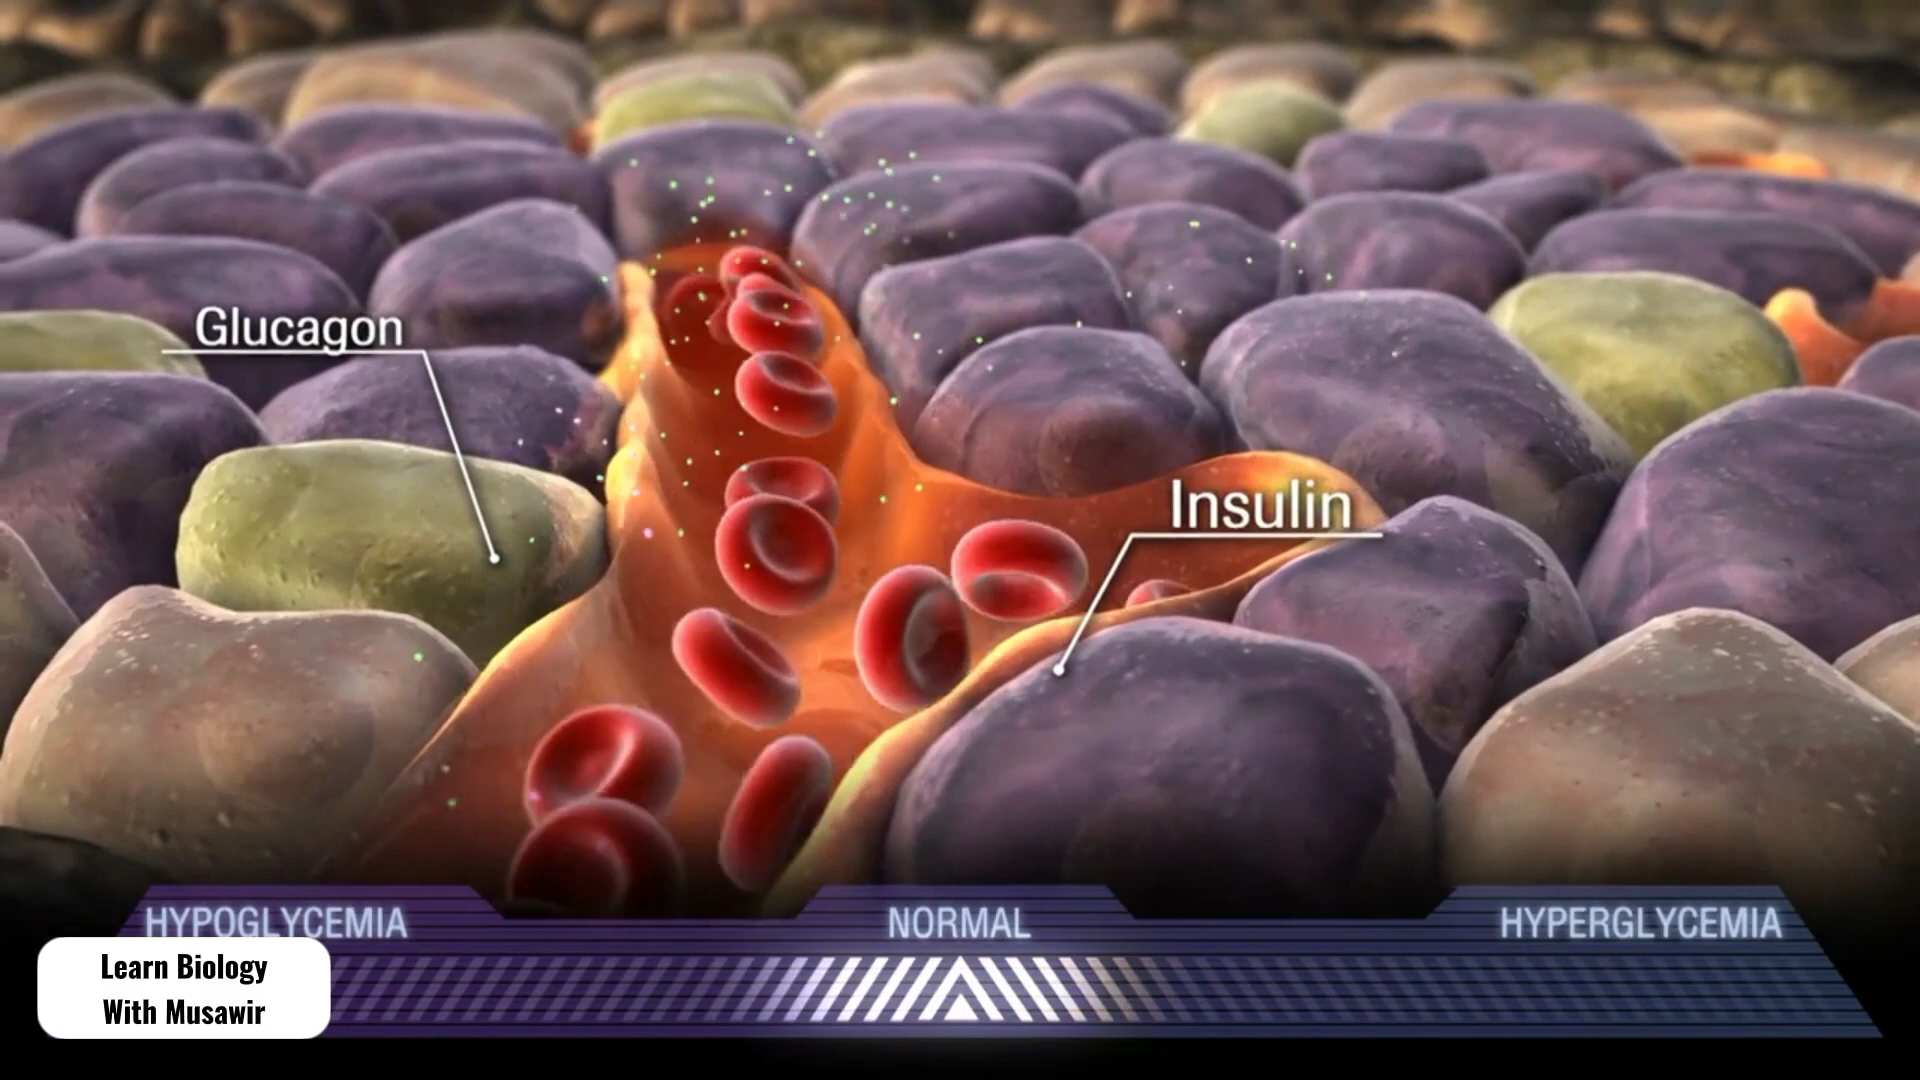 Glucagon
Insulin
HYPOGLYCEMIA
NORMAL
HYPERGLYCEMIA
Learn Biology
With Musawir